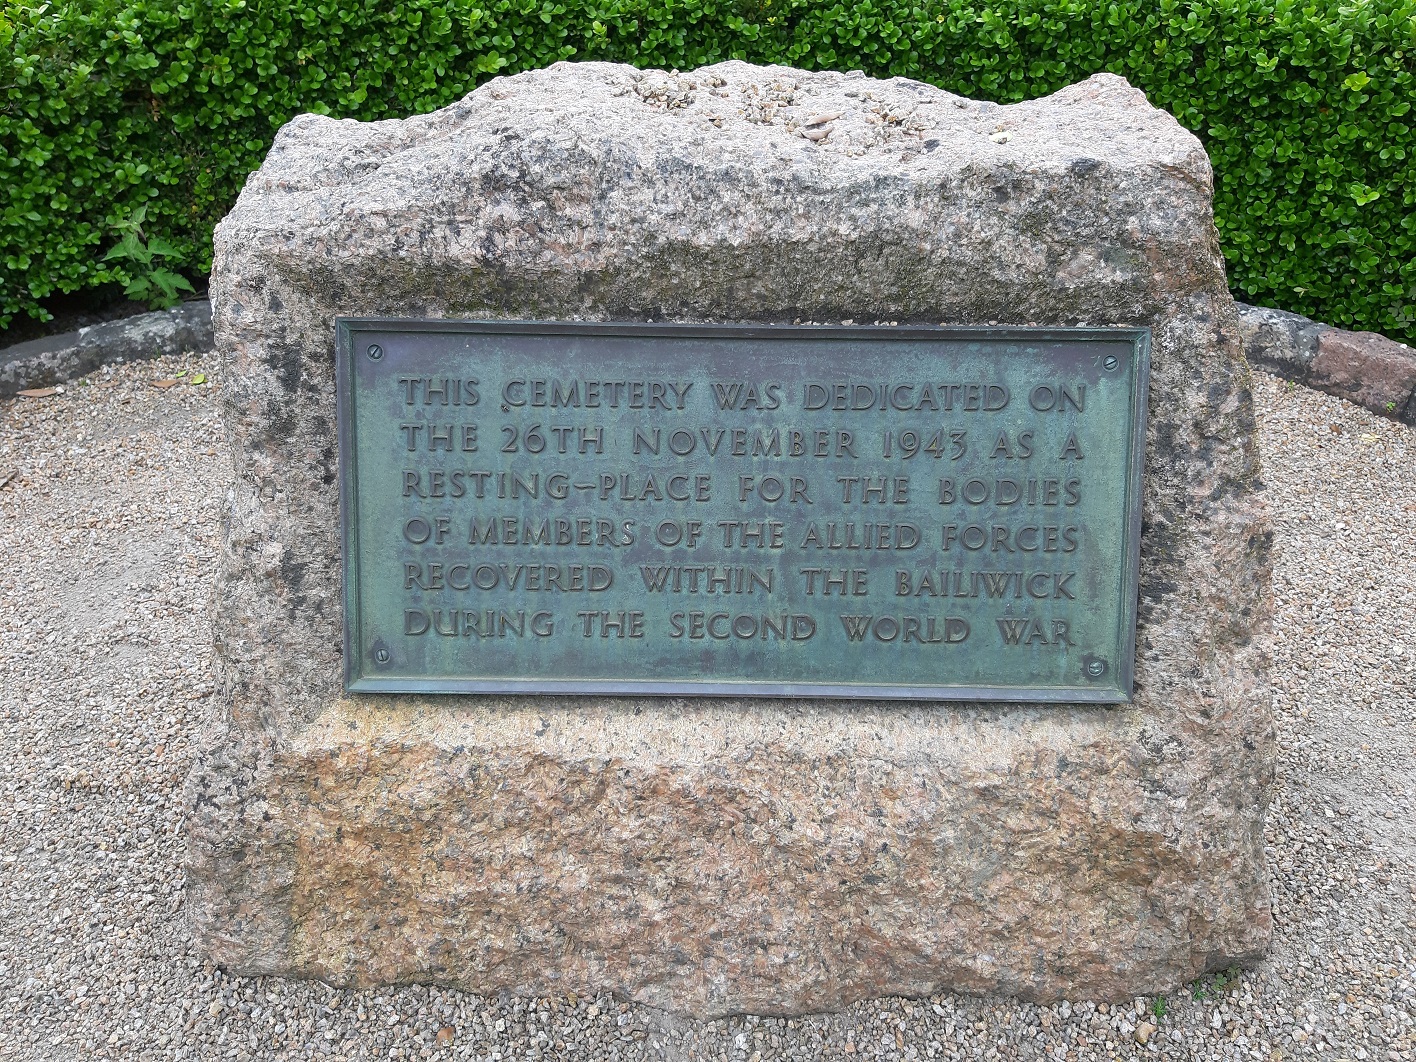 THIS CEMETERY WAS DEDICATED ON
THE 26TH NOVEMBER 1943 AS A
RESTING-PLACE FOR THE BODIES
OF MEMBERS OF THE ALLIED FORCES
RECOVERED WITHIN THE BAILIWICK
DURING THE SECOND WORLD WAR